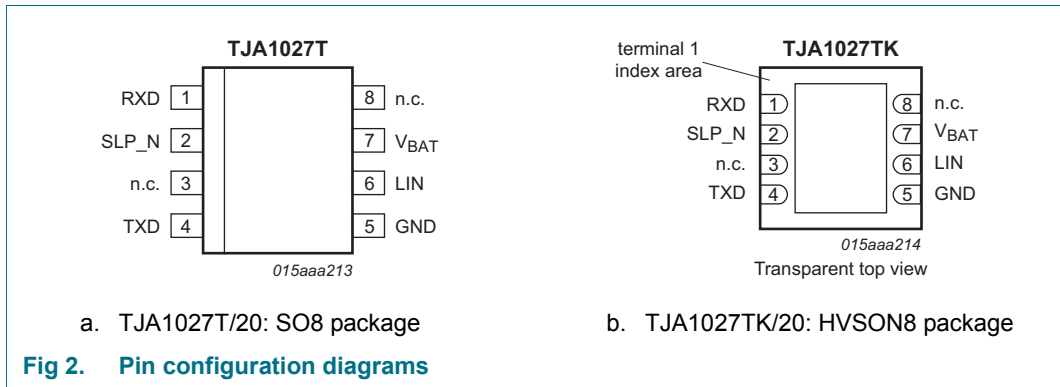 TJA1027T
RXD 1
SLP_N 2
n.c. 3
TXD 4
8 n.c.
7 VBAT
6 LIN
5 GND
015aaa213
a. TJA1027T/20: SO8 package
terminal 1
index area
TJA1027TK
RXD 1
SLP_N 2
n.c. 3
TXD 4
8 n.c.
7 VBAT
6 LIN
5 GND
015aaa214
Transparent top view
b. TJA1027TK/20: HVSON8 package
Fig 2. Pin configuration diagrams